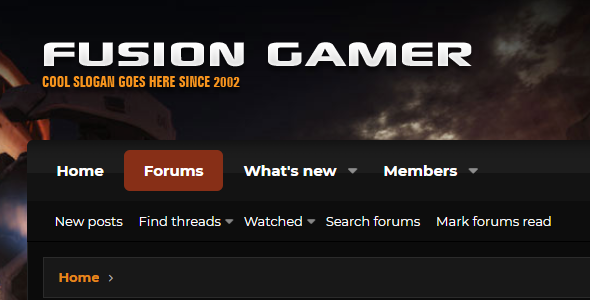 FUSION GAMER
COOL SLOGAN GOES HERE SINCE 2002
Home Forums What's new Members
New posts Find threads Watched Search forums Mark forums read
Home ›